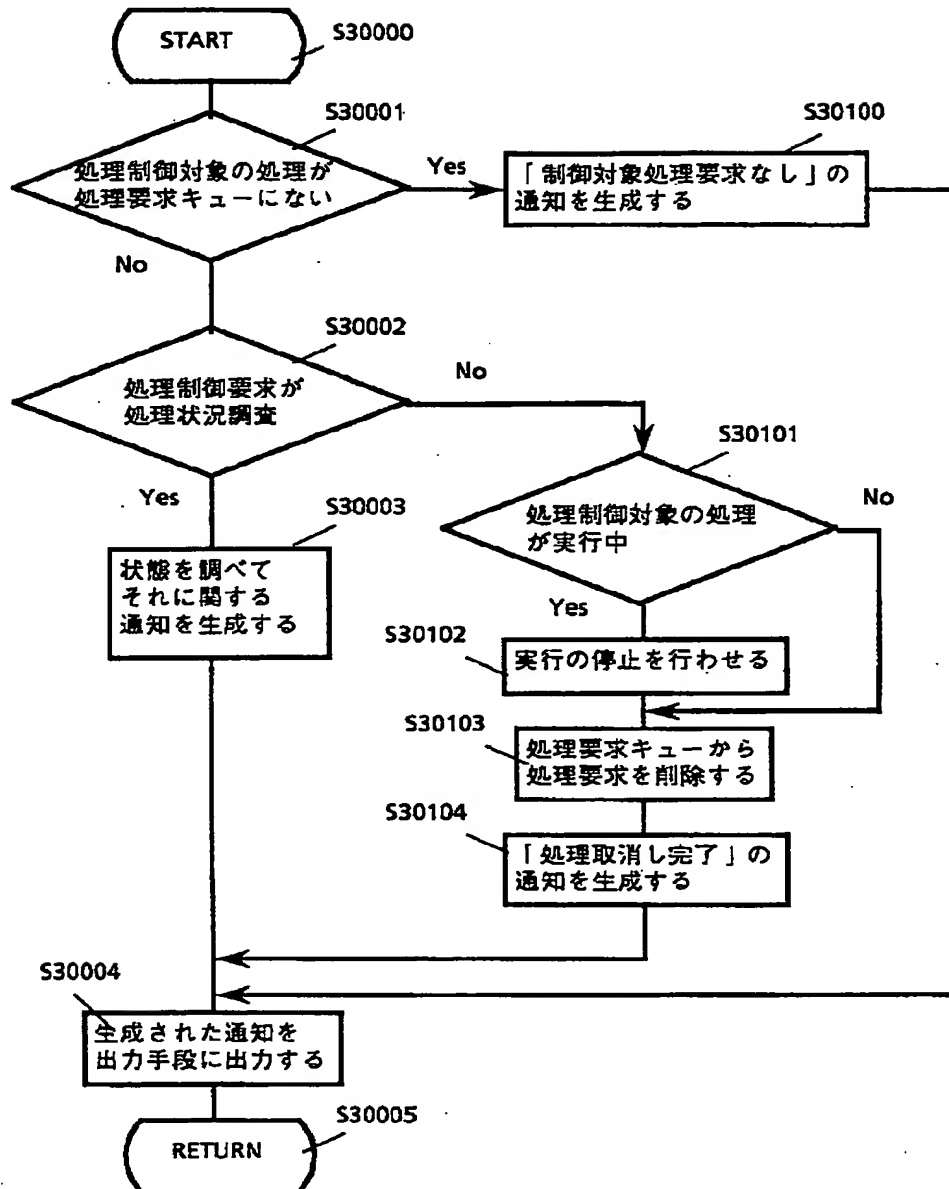 START
S30000
S30001
処理制御対象の処理が
処理要求キューにない
Yes
S30100
「制御対象処理要求なし」の
通知を生成する
No
S30002
処理制御要求が
処理状況調査
No
S30101
処理制御対象の処理
が実行中
No
Yes
S30003
状態を調べて
それに関する
通知を生成する
Yes
S30102
実行の停止を行わせる
S30103
処理要求キューから
処理要求を削除する
S30104
「処理取消し完了」の
通知を生成する
S30004
生成された通知を
出力手段に出力する
S30005
RETURN